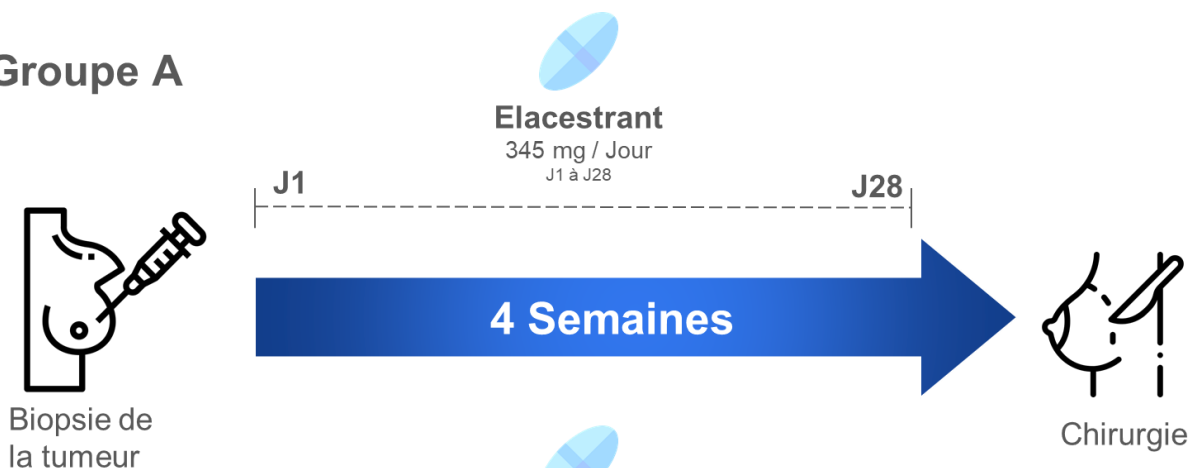 Groupe A
Elacestrant
345 mg / Jour
J1 à J28
J1
J28
4 Semaines
Biopsie de
la tumeur
Chirurgie